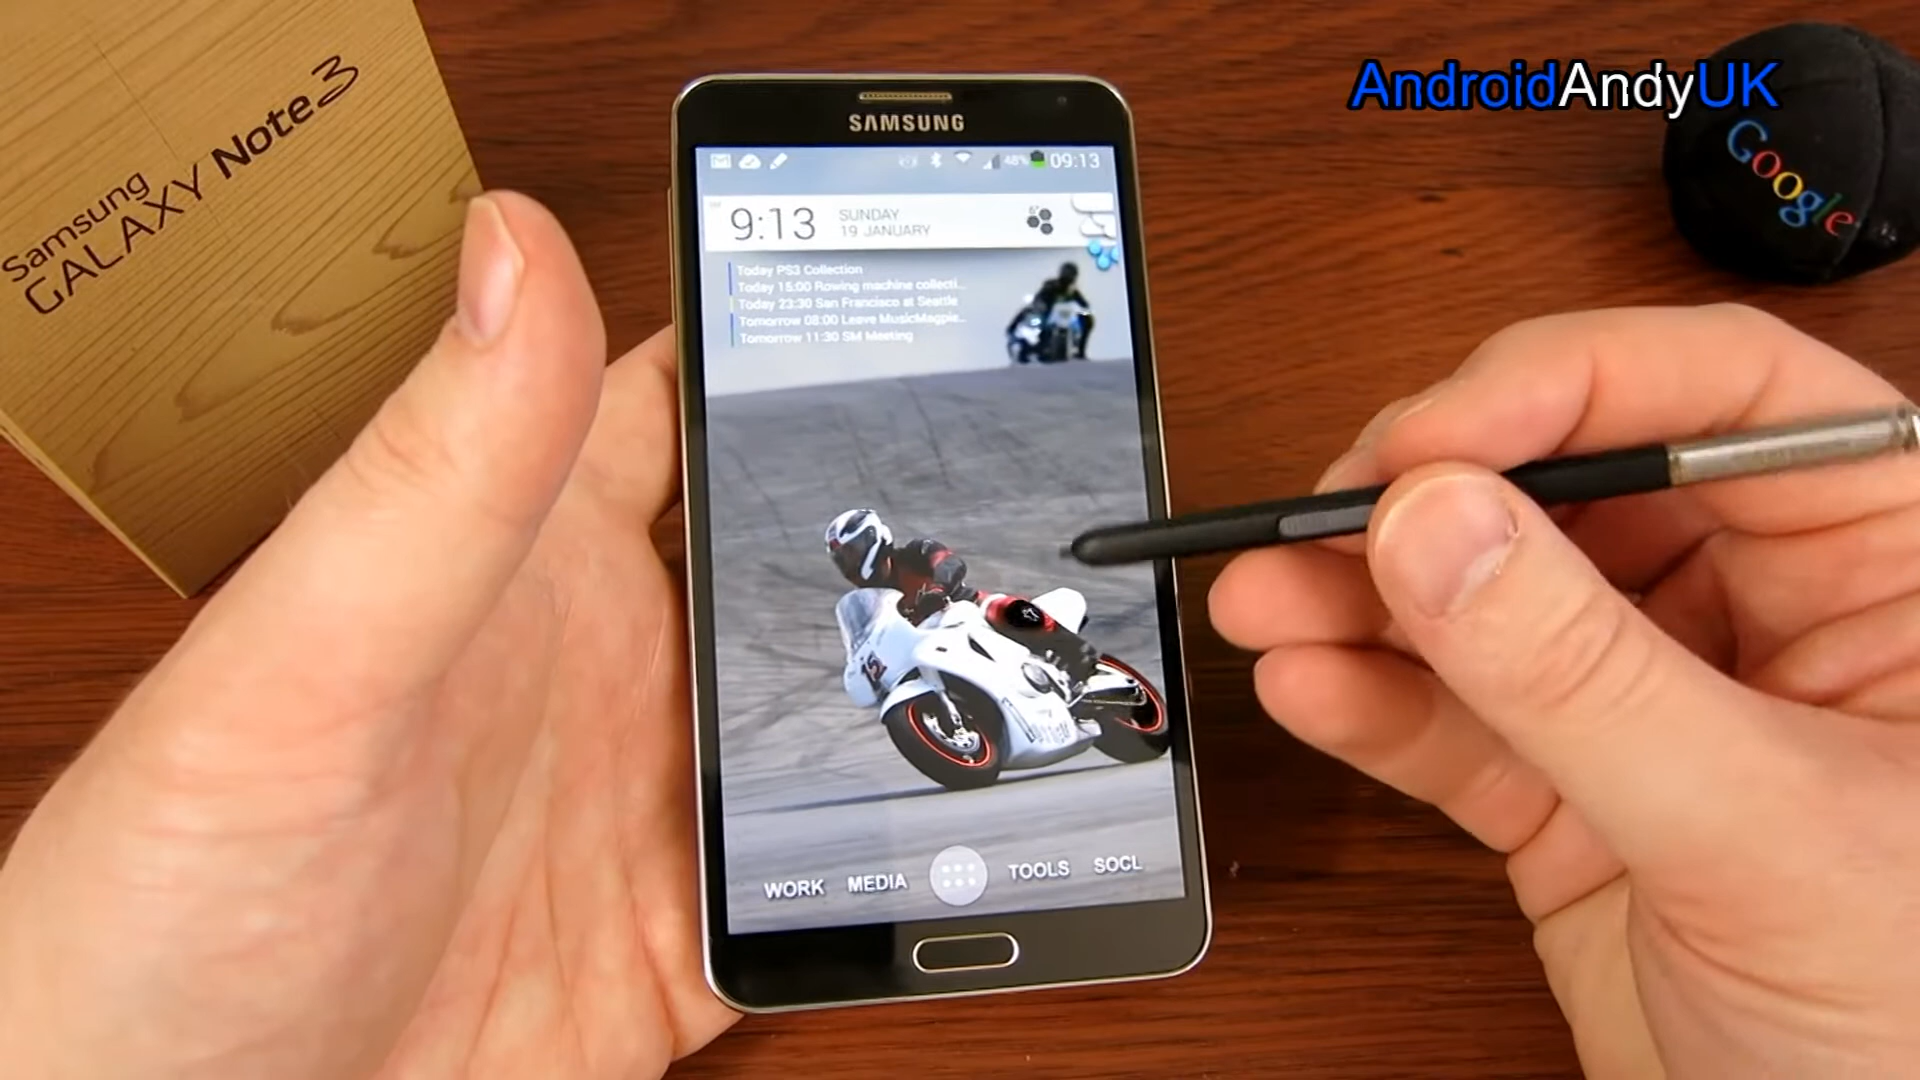 Samsung
GALAXY Note 3
AndroidAndyUK
Google
SAMSUNG
48% 09:13
9:13
SUNDAY
19 JANUARY
6°
Today PS3 Collection
Today 15:00 Rowing machine collecti...
Today 23:30 San Francisco at Seattle
Tomorrow 08:00 Leave MusicMagpie...
Tomorrow 11:30 SM Meeting
12
WORK MEDIA TOOLS SOCL